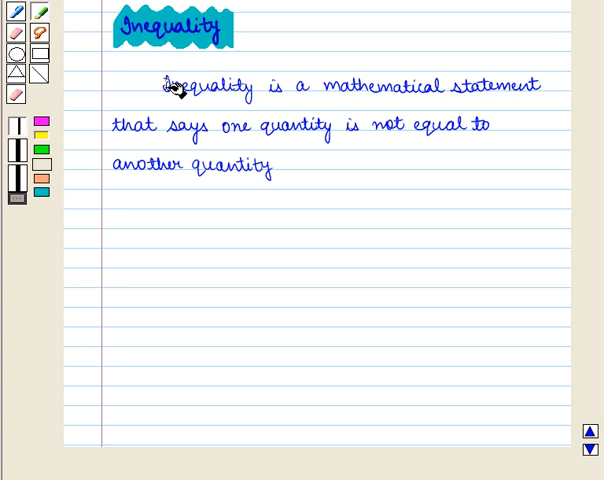 Inequality
Inequality is a mathematical statement
that says one quantity is not equal to
another quantity